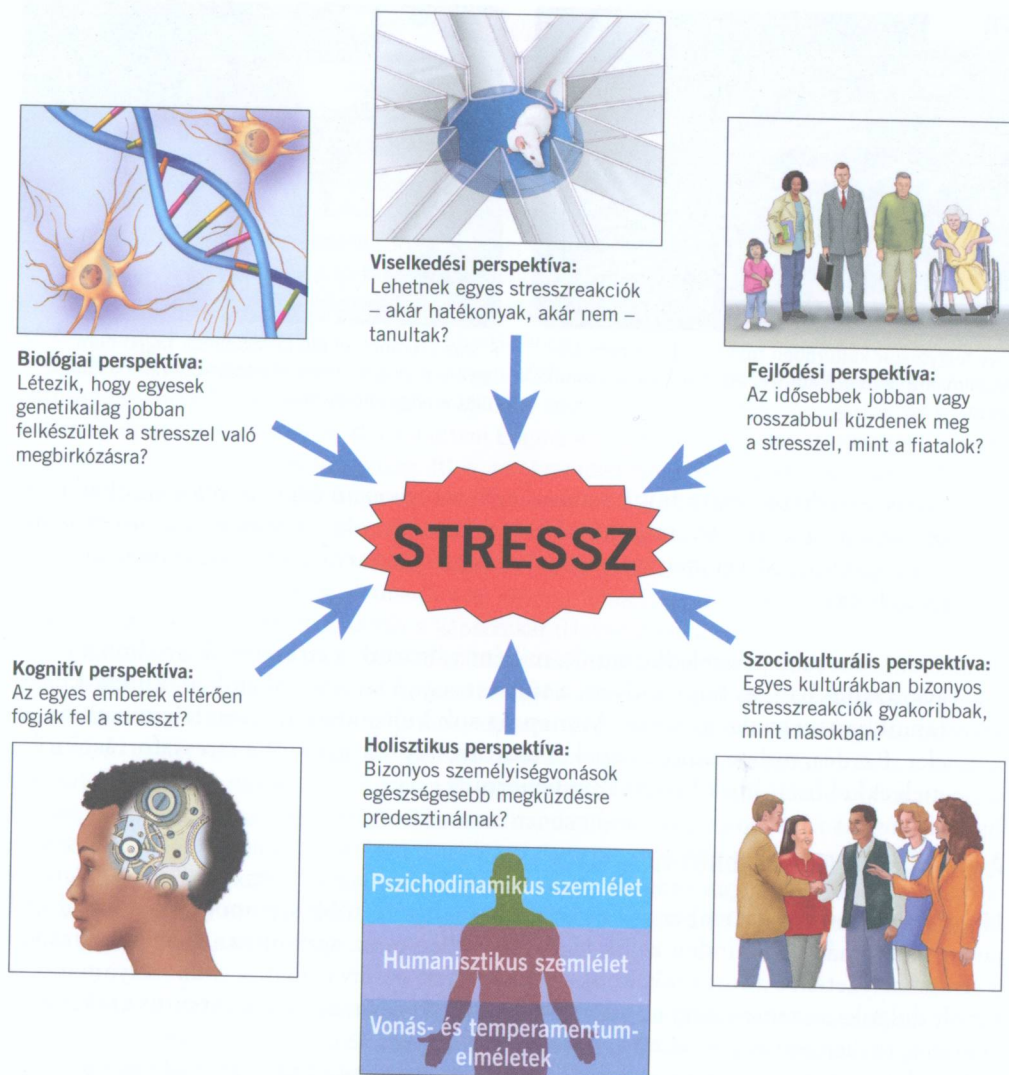 Viselkedési perspektíva:
Lehetnek egyes stresszreakciók
– akár hatékonyak, akár nem –
tanultak?
Biológiai perspektíva:
Létezik, hogy egyesek
genetikailag jobban
felkészültek a stresszel való
megbirkózásra?
Fejlődési perspektíva:
Az idősebbek jobban vagy
rosszabbul küzdenek meg
a stresszel, mint a fiatalok?
STRESSZ
Kognitív perspektíva:
Az egyes emberek eltérően
fogják fel a stresszt?
Holisztikus perspektíva:
Bizonyos személyiségvonások
egészségesebb megküzdésre
predesztinálnak?
Pszichodinamikus szemlélet
Humanisztikus szemlélet
Vonás- és temperamentum-
elméletek
Szociokulturális perspektíva:
Egyes kultúrákban bizonyos
stresszreakciók gyakoribbak,
mint másokban?